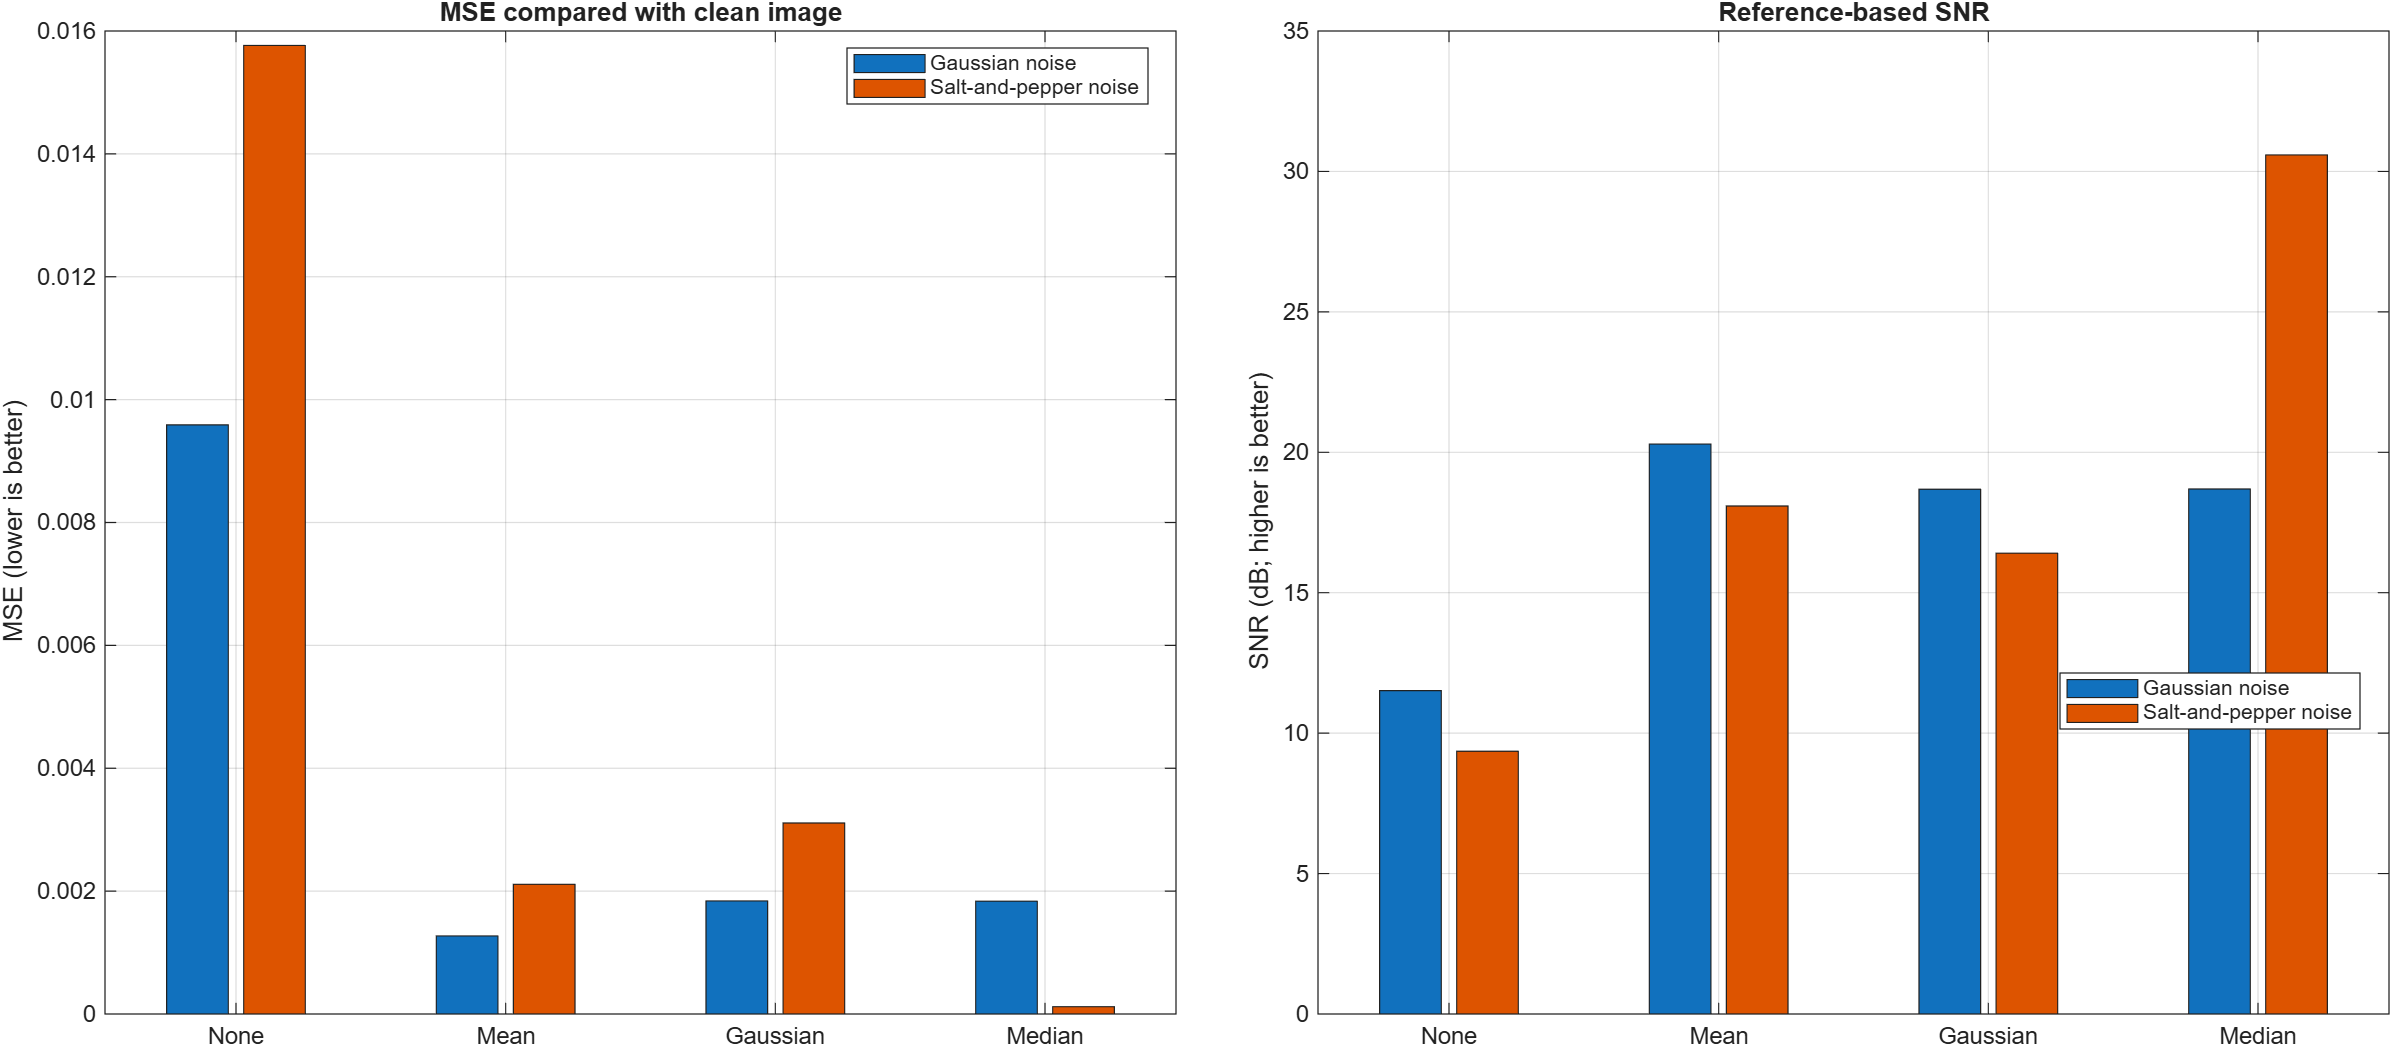 MSE compared with clean image
MSE (lower is better)
0.016
0.014
0.012
0.01
0.008
0.006
0.004
0.002
0
Gaussian noise
Salt-and-pepper noise
None Mean Gaussian Median
Reference-based SNR
SNR (dB; higher is better)
35
30
25
20
15
10
5
0
Gaussian noise
Salt-and-pepper noise
None Mean Gaussian Median